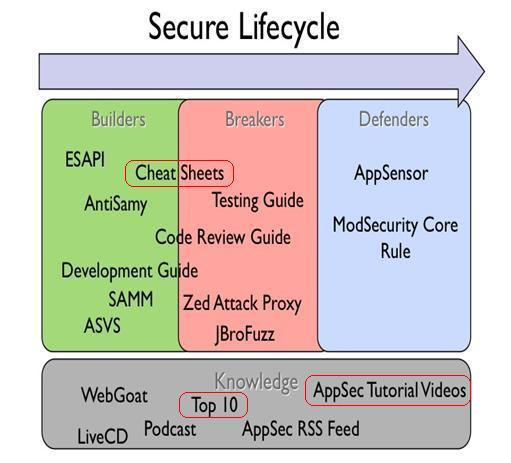 Secure Lifecycle
Builders
Breakers
Defenders
ESAPI
Cheat Sheets
AppSensor
AntiSamy
Testing Guide
ModSecurity Core
Rule
Code Review Guide
Development Guide
SAMM
Zed Attack Proxy
ASVS
JBroFuzz
Knowledge
WebGoat
Top 10
AppSec Tutorial Videos
LiveCD
Podcast
AppSec RSS Feed